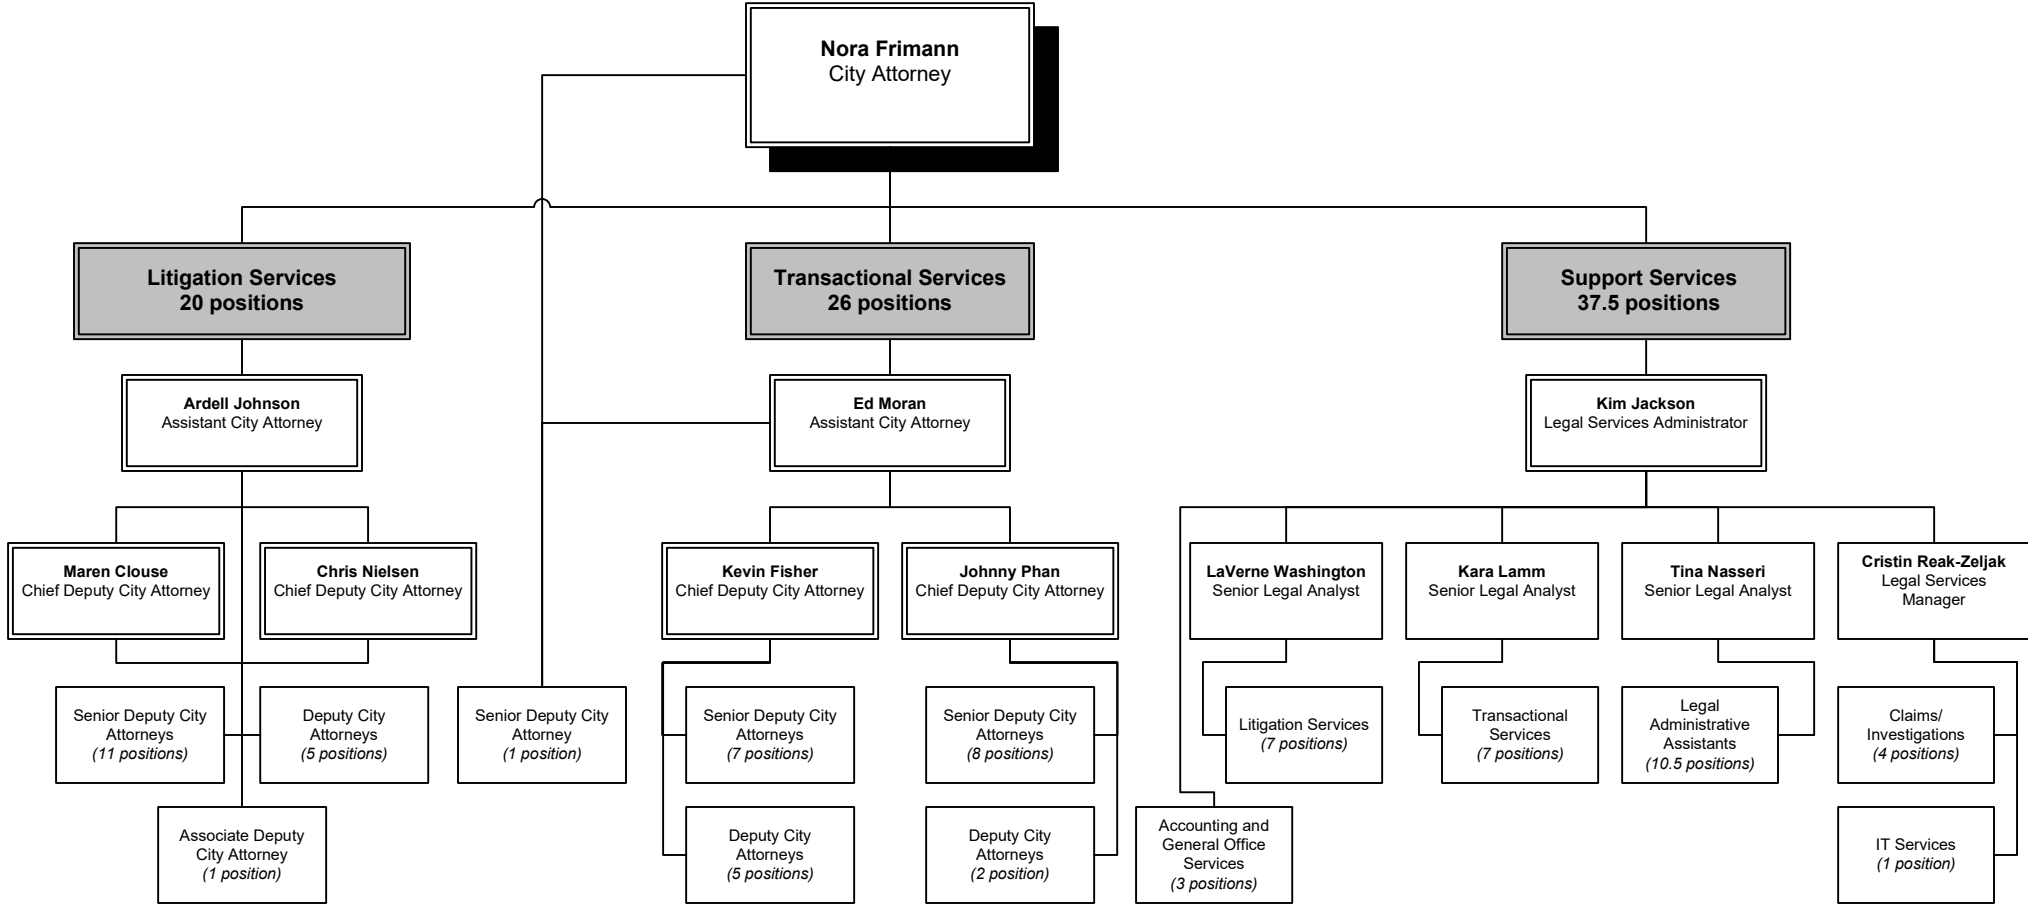 Nora Frimann
City Attorney
Litigation Services
20 positions
Transactional Services
26 positions
Support Services
37.5 positions
Ardell Johnson
Assistant City Attorney
Ed Moran
Assistant City Attorney
Kim Jackson
Legal Services Administrator
Maren Clouse
Chief Deputy City Attorney
Chris Nielsen
Chief Deputy City Attorney
Kevin Fisher
Chief Deputy City Attorney
Johnny Phan
Chief Deputy City Attorney
LaVerne Washington
Senior Legal Analyst
Kara Lamm
Senior Legal Analyst
Tina Nasseri
Senior Legal Analyst
Cristin Reak-Zeljak
Legal Services
Manager
Senior Deputy City
Attorneys
(11 positions)
Deputy City
Attorneys
(5 positions)
Senior Deputy City
Attorney
(1 position)
Senior Deputy City
Attorneys
(7 positions)
Senior Deputy City
Attorneys
(8 positions)
Litigation Services
(7 positions)
Transactional
Services
(7 positions)
Legal
Administrative
Assistants
(10.5 positions)
Claims/
Investigations
(4 positions)
Associate Deputy
City Attorney
(1 position)
Deputy City
Attorneys
(5 positions)
Deputy City
Attorneys
(2 position)
Accounting and
General Office
Services
(3 positions)
IT Services
(1 position)